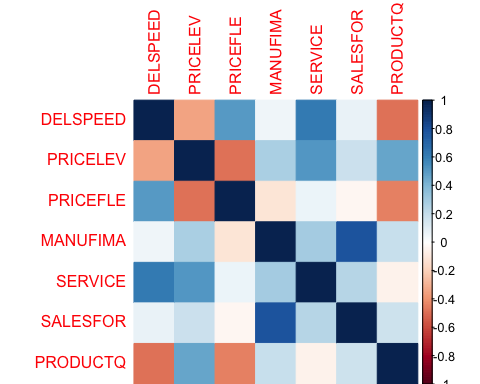 DELSPEED
PRICELEV
PRICEFLE
MANUFIMA
SERVICE
SALESFOR
PRODUCTQ
DELSPEED
PRICELEV
PRICEFLE
MANUFIMA
SERVICE
SALESFOR
PRODUCTQ
1
0.8
0.6
0.4
0.2
0
-0.2
-0.4
-0.6
-0.8
-1